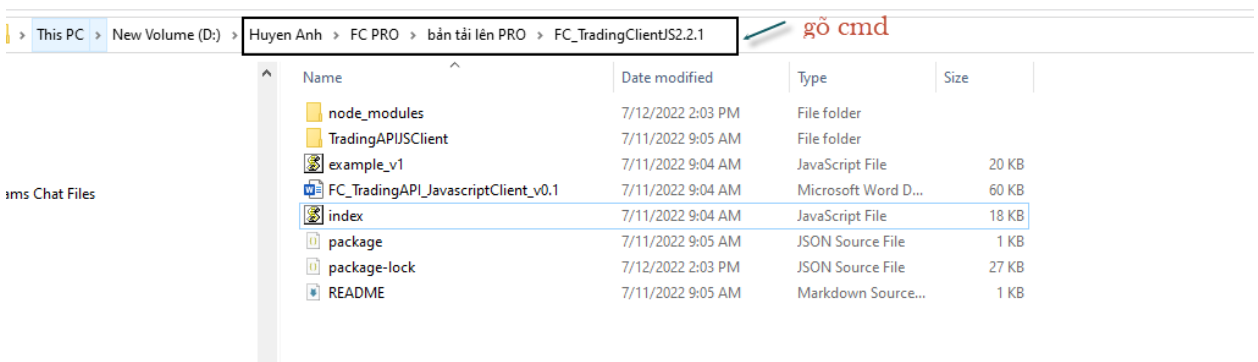 This PC > New Volume (D:) > Huyen Anh > FC PRO > bản tải lên PRO > FC_TradingClientJS2.2.1
gõ cmd
Name Date modified Type Size
node_modules 7/12/2022 2:03 PM File folder
TradingAPIJSClient 7/11/2022 9:05 AM File folder
example_v1 7/11/2022 9:04 AM JavaScript File 20 KB
ams Chat Files
FC_TradingAPI_JavascriptClient_v0.1 7/11/2022 9:04 AM Microsoft Word D... 60 KB
index 7/11/2022 9:04 AM JavaScript File 18 KB
package 7/11/2022 9:05 AM JSON Source File 1 KB
package-lock 7/12/2022 2:03 PM JSON Source File 27 KB
README 7/11/2022 9:05 AM Markdown Source... 1 KB